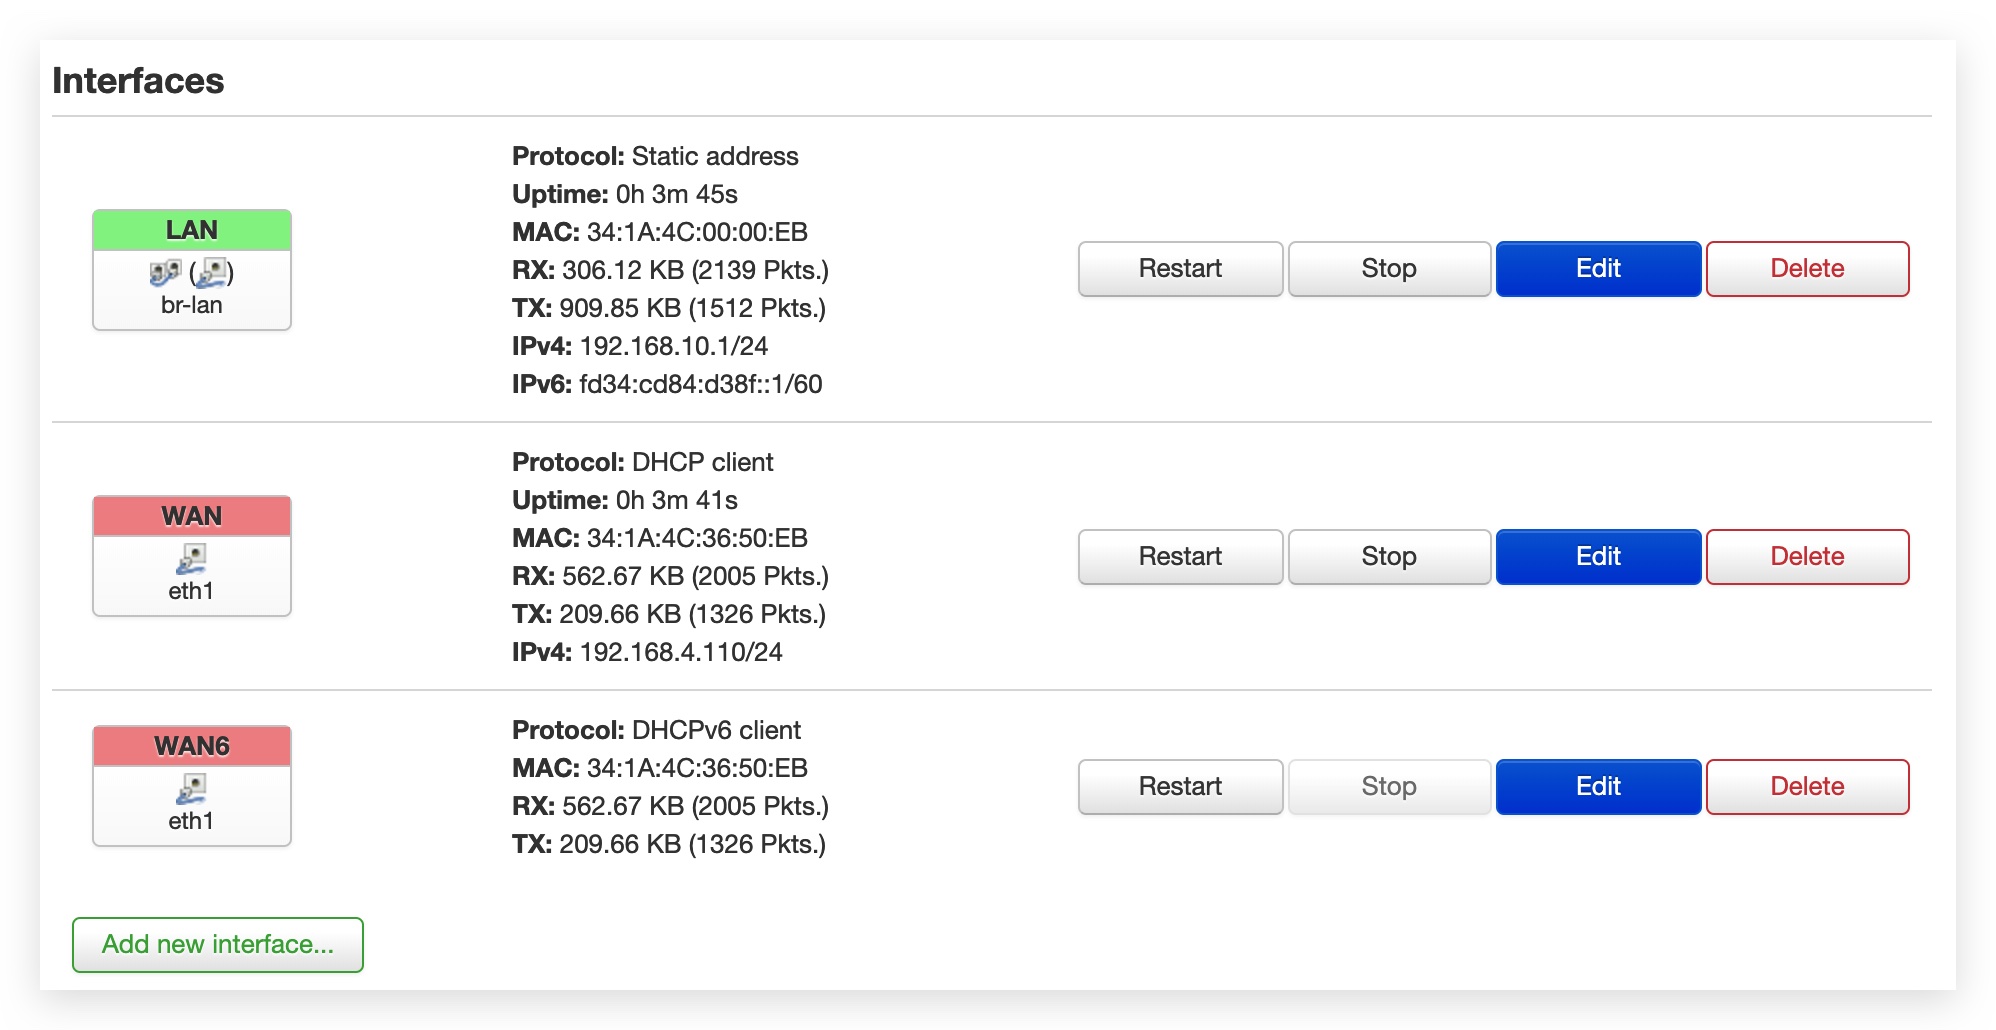 Interfaces
LAN
( )
br-lan
Protocol: Static address
Uptime: 0h 3m 45s
MAC: 34:1A:4C:00:00:EB
RX: 306.12 KB (2139 Pkts.)
TX: 909.85 KB (1512 Pkts.)
IPv4: 192.168.10.1/24
IPv6: fd34:cd84:d38f::1/60
Restart Stop Edit Delete
WAN
eth1
Protocol: DHCP client
Uptime: 0h 3m 41s
MAC: 34:1A:4C:36:50:EB
RX: 562.67 KB (2005 Pkts.)
TX: 209.66 KB (1326 Pkts.)
IPv4: 192.168.4.110/24
Restart Stop Edit Delete
WAN6
eth1
Protocol: DHCPv6 client
MAC: 34:1A:4C:36:50:EB
RX: 562.67 KB (2005 Pkts.)
TX: 209.66 KB (1326 Pkts.)
Restart Stop Edit Delete
Add new interface...